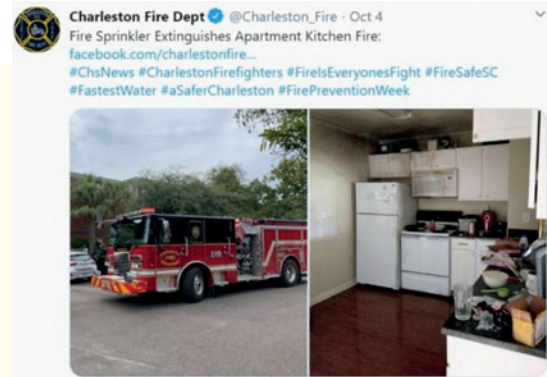 Charleston Fire Dept @Charleston_Fire · Oct 4
Fire Sprinkler Extinguishes Apartment Kitchen Fire:
facebook.com/charlestonfire...
#ChsNews #CharlestonFirefighters #FireIsEveryonesFight #FireSafeSC
#FastestWater #aSaferCharleston #FirePreventionWeek